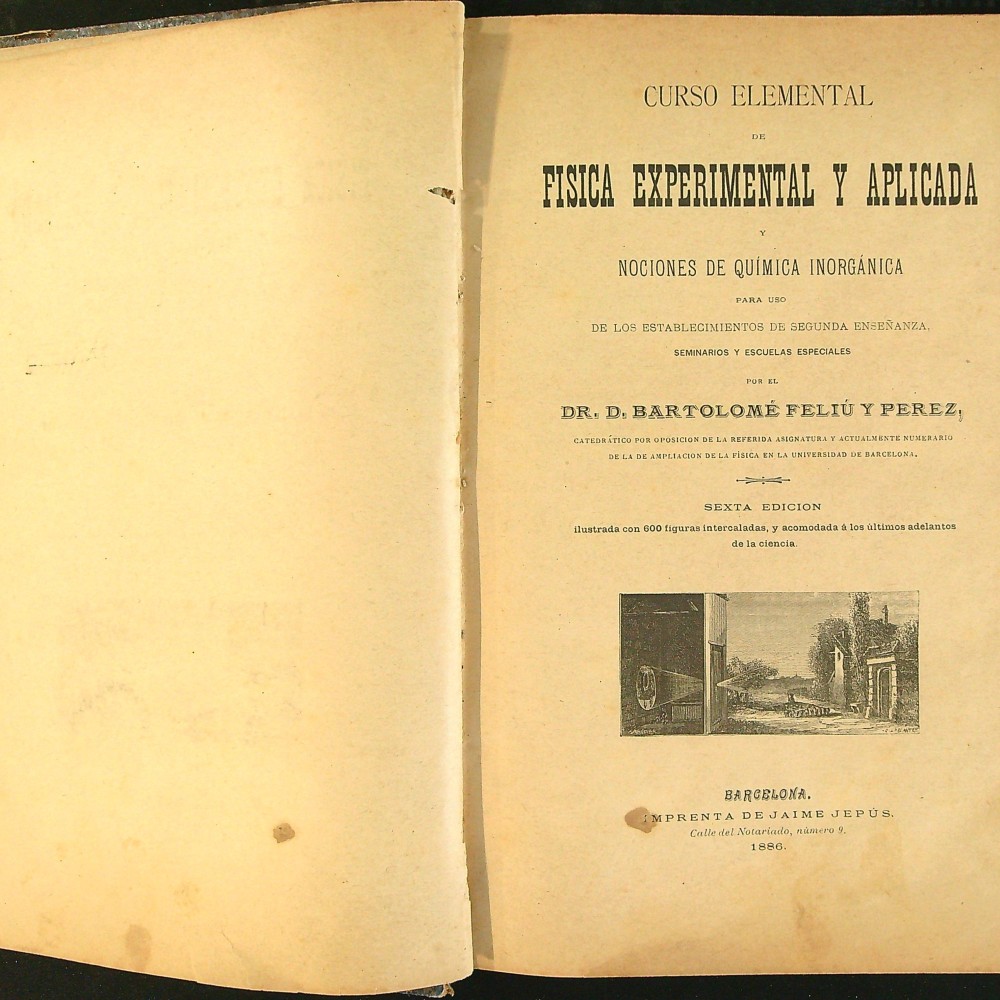 CURSO ELEMENTAL
DE
FISICA EXPERIMENTAL Y APLICADA
Y
NOCIONES DE QUÍMICA INORGÁNICA
PARA USO
DE LOS ESTABLECIMIENTOS DE SEGUNDA ENSEÑANZA,
SEMINARIOS Y ESCUELAS ESPECIALES
POR EL
DR. D. BARTOLOMÉ FELIÚ Y PEREZ,
CATEDRÁTICO POR OPOSICION DE LA REFERIDA ASIGNATURA Y ACTUALMENTE NUMERARIO
DE LA DE AMPLIACION DE LA FÍSICA EN LA UNIVERSIDAD DE BARCELONA.
SEXTA EDICION
ilustrada con 600 figuras intercaladas, y acomodada á los últimos adelantos
de la ciencia.
BARCELONA.
IMPRENTA DE JAIME JEPÚS.
Calle del Notariado, número 9.
1886.